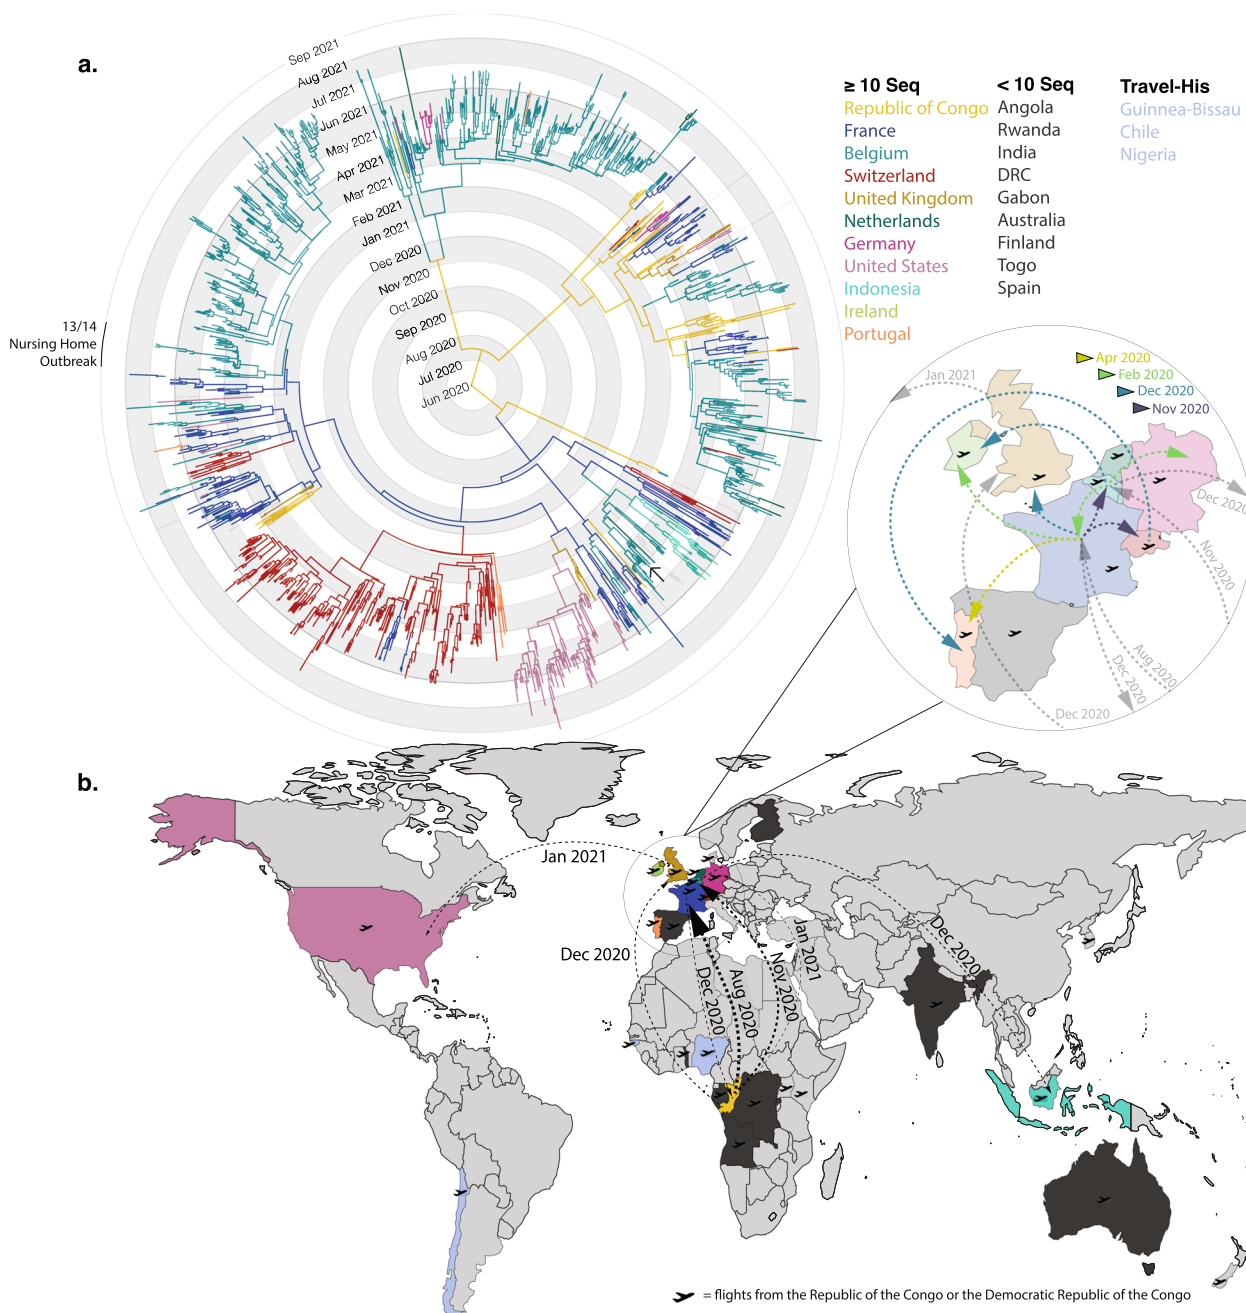 a.
Sep 2021
Aug 2021
Jul 2021
Jun 2021
May 2021
Apr 2021
Mar 2021
Feb 2021
Jan 2021
Dec 2020
Nov 2020
Oct 2020
Sep 2020
Aug 2020
Jul 2020
Jun 2020
13/14
Nursing Home
Outbreak
≥ 10 Seq
Republic of Congo
France
Belgium
Switzerland
United Kingdom
Netherlands
Germany
United States
Indonesia
Ireland
Portugal
< 10 Seq
Angola
Rwanda
India
DRC
Gabon
Australia
Finland
Togo
Spain
Travel-His
Guinnea-Bissau
Chile
Nigeria
Apr 2020
Feb 2020
Dec 2020
Nov 2020
Jan 2021
Dec 2020
Nov 2020
Aug 2020
Dec 2020
Dec 2020
b.
Jan 2021
Dec 2020
Dec 2020
Aug 2020
Nov 2020
Jan 2021
Dec 2020
= flights from the Republic of the Congo or the Democratic Republic of the Congo